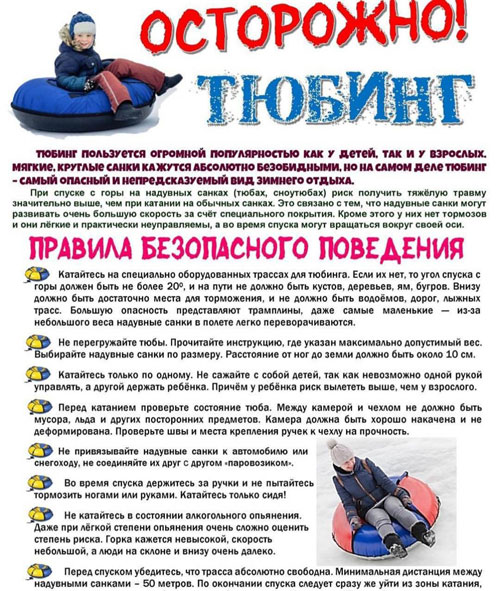 ОСТОРОЖНО!
ТЮБИНГ
ТЮБИНГ ПОЛЬЗУЕТСЯ ОГРОМНОЙ ПОПУЛЯРНОСТЬЮ КАК У ДЕТЕЙ, ТАК И У ВЗРОСЛЫХ.
МЯГКИЕ, КРУГЛЫЕ САНКИ КАЖУТСЯ АБСОЛЮТНО БЕЗОБИДНЫМИ, НО НА САМОМ ДЕЛЕ ТЮБИНГ
– САМЫЙ ОПАСНЫЙ И НЕПРЕДСКАЗУЕМЫЙ ВИД ЗИМНЕГО ОТДЫХА.
При спуске с горы на надувных санках (тюбах, сноутюбах) риск получить тяжёлую травму
значительно выше, чем при катании на обычных санках. Это связано с тем, что надувные санки могут
развивать очень большую скорость за счёт специального покрытия. Кроме этого у них нет тормозов
и они лёгкие и практически неуправляемы, а во время спуска могут вращаться вокруг своей оси.
ПРАВИЛА БЕЗОПАСНОГО ПОВЕДЕНИЯ
Катайтесь на специально оборудованных трассах для тюбинга. Если их нет, то угол спуска с
горы должен быть не более 20º, и на пути не должно быть кустов, деревьев, ям, бугров. Внизу
должно быть достаточно места для торможения, и не должно быть водоёмов, дорог, лыжных
трасс. Большую опасность представляют трамплины, даже самые маленькие — из-за
небольшого веса надувные санки в полете легко переворачиваются.
Не перегружайте тюбы. Прочитайте инструкцию, где указан максимально допустимый вес.
Выбирайте надувные санки по размеру. Расстояние от ног до земли должно быть около 10 см.
Катайтесь только по одному. Не сажайте с собой детей, так как невозможно одной рукой
управлять, а другой держать ребёнка. Причём у ребёнка риск вылететь выше, чем у взрослого.
Перед катанием проверьте состояние тюба. Между камерой и чехлом не должно быть
мусора, льда и других посторонних предметов. Камера должна быть хорошо накачена и не
деформирована. Проверьте швы и места крепления ручек к чехлу на прочность.
Не привязывайте надувные санки к автомобилю или
снегоходу, не соединяйте их друг с другом «паровозиком».
Во время спуска держитесь за ручки и не пытайтесь
тормозить ногами или руками. Катайтесь только сидя!
Не катайтесь в состоянии алкогольного опьянения.
Даже при лёгкой степени опьянения очень сложно оценить
степень риска. Горка кажется невысокой, скорость
небольшой, а люди на склоне и внизу очень далеко.
Перед спуском убедитесь, что трасса абсолютно свободна. Минимальная дистанция между
надувными санками – 50 метров. По окончании спуска следует сразу же уйти из зоны катания,